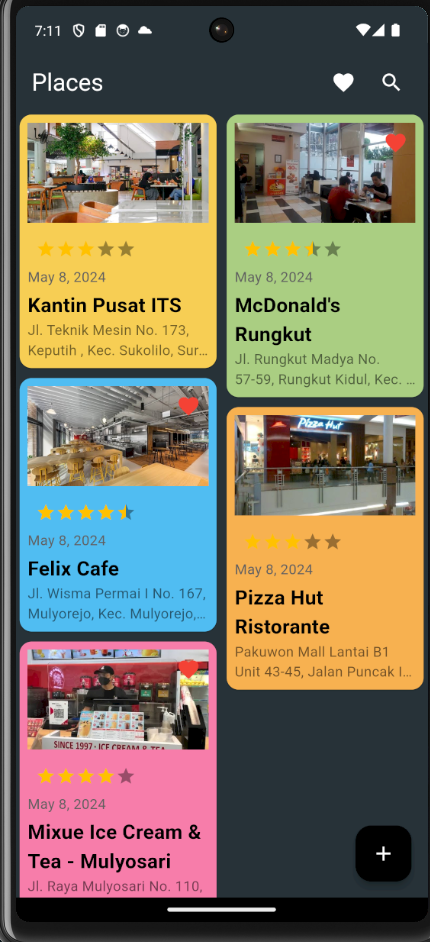 7:11
Places
May 8, 2024
Kantin Pusat ITS
Jl. Teknik Mesin No. 173,
Keputih , Kec. Sukolilo, Sur...
May 8, 2024
McDonald's
Rungkut
Jl. Rungkut Madya No.
57-59, Rungkut Kidul, Kec. ...
May 8, 2024
Felix Cafe
Jl. Wisma Permai I No. 167,
Mulyorejo, Kec. Mulyorejo,...
Pizza Hut
May 8, 2024
Pizza Hut
Ristorante
Pakuwon Mall Lantai B1
Unit 43-45, Jalan Puncak I...
SINCE 1997 · ICE CREAM & TEA
May 8, 2024
Mixue Ice Cream &
Tea - Mulyosari
Jl. Raya Mulyosari No. 110,
+